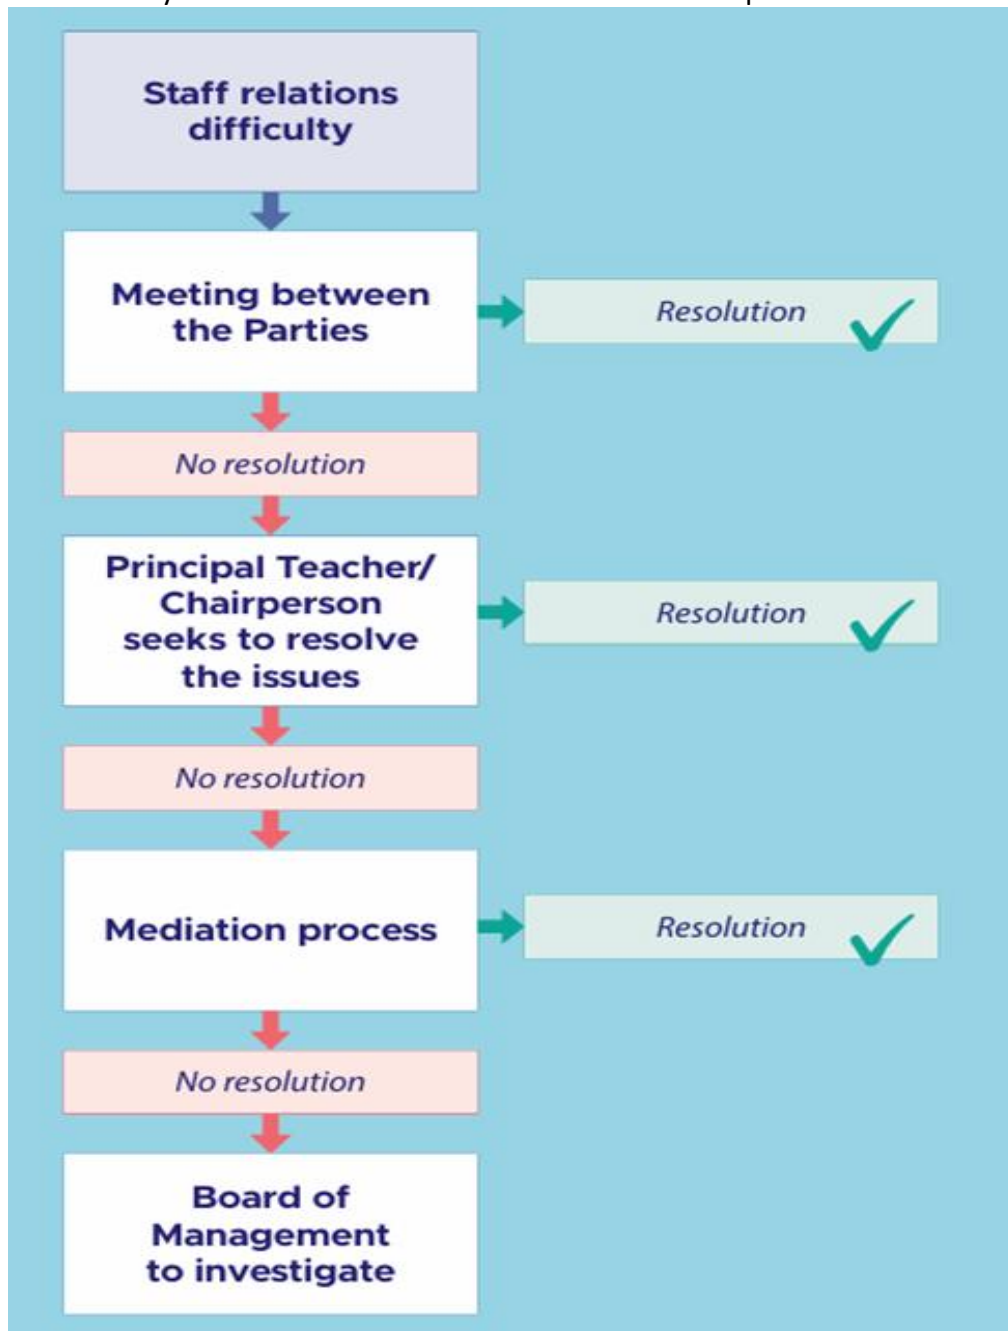 Staff relations
difficulty
Meeting between
the Parties
Resolution
No resolution
Principal Teacher/
Chairperson
seeks to resolve
the issues
Resolution
No resolution
Mediation process
Resolution
No resolution
Board of
Management
to investigate